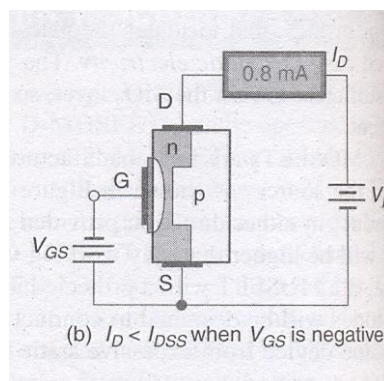 I_D
0.8 mA
D
n
G
p
V_GS
S
(b) I_D < I_DSS when V_GS is negative